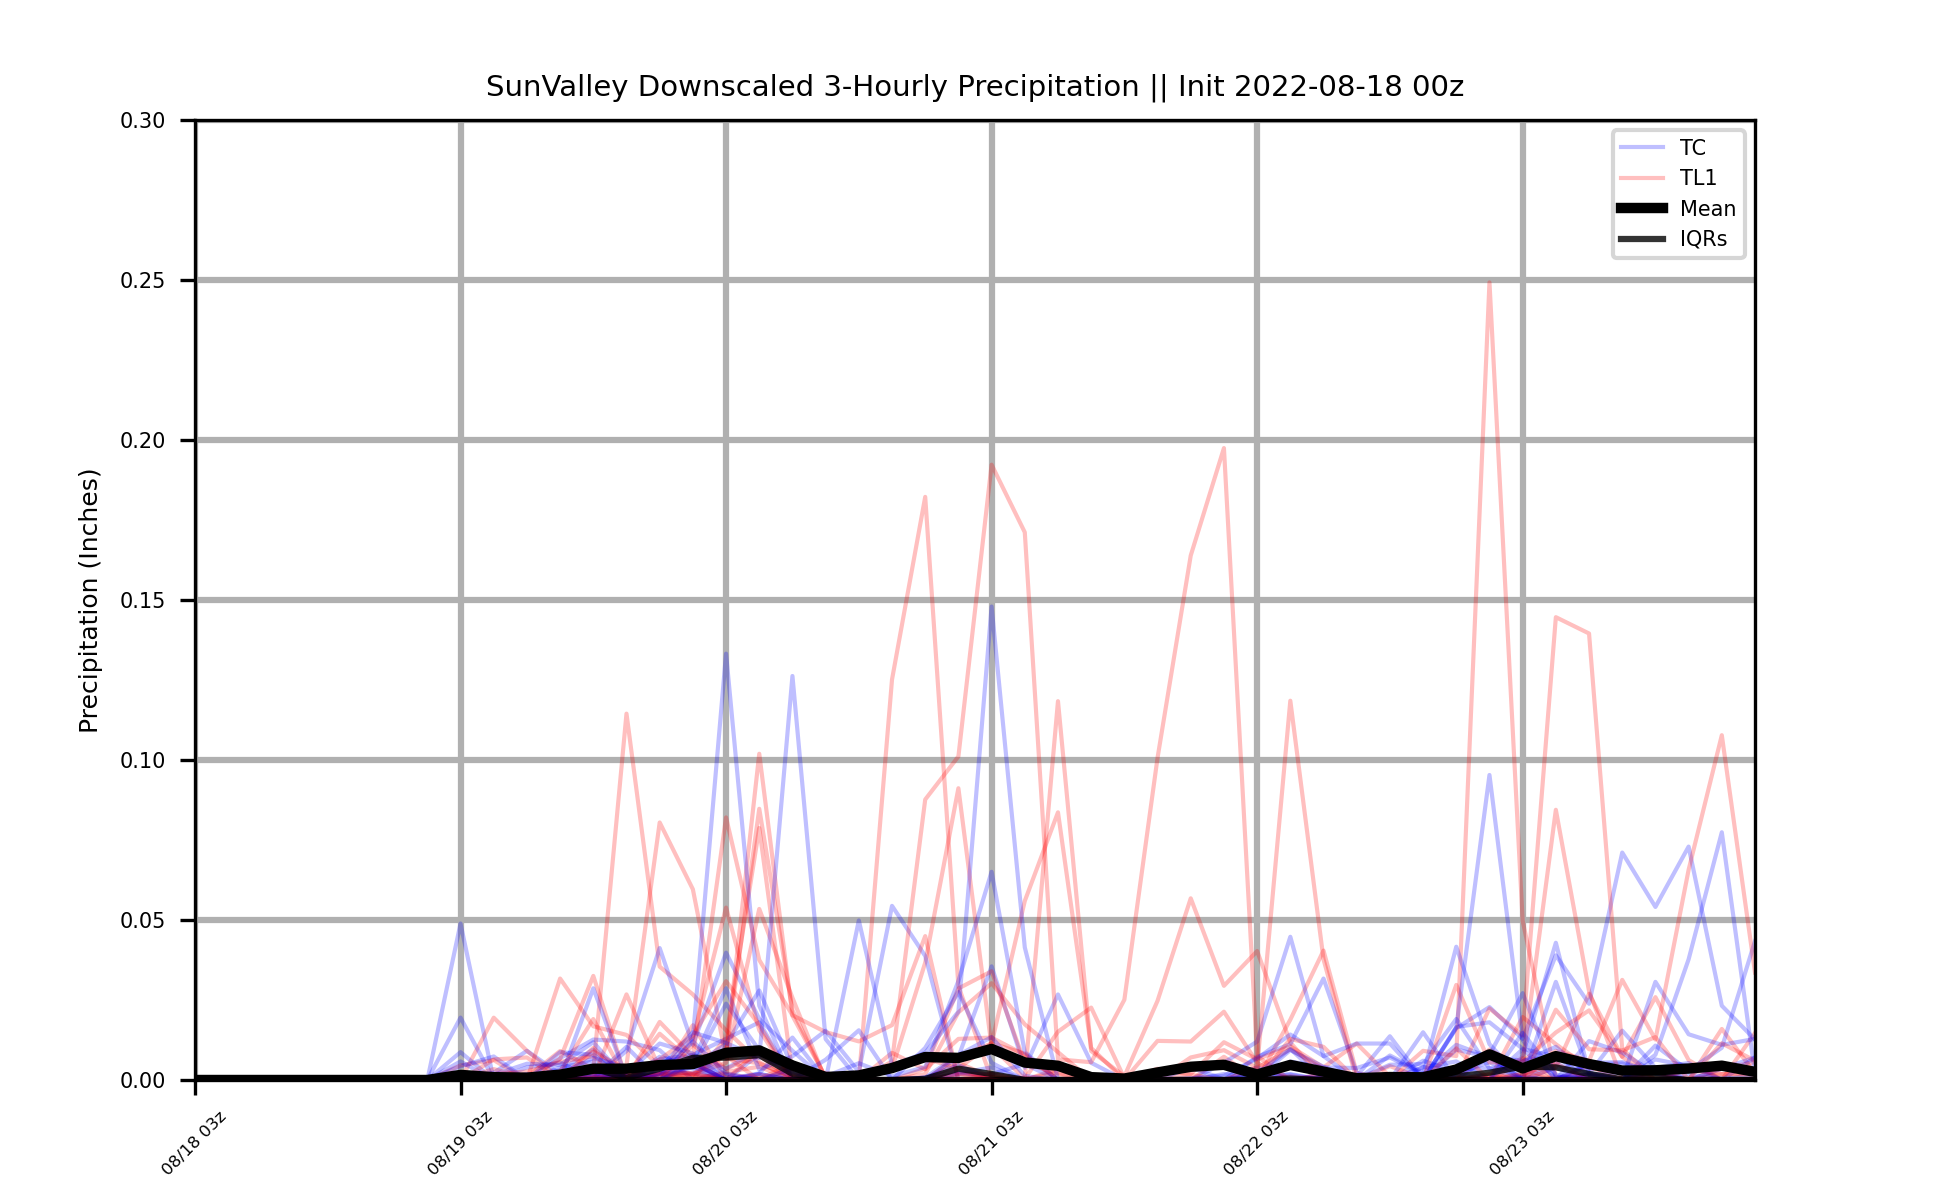 SunValley Downscaled 3-Hourly Precipitation || Init 2022-08-18 00z
0.30
0.25
0.20
0.15
0.10
0.05
0.00
Precipitation (Inches)
TC
TL1
Mean
IQRs
08/18 03z
08/19 03z
08/20 03z
08/21 03z
08/22 03z
08/23 03z